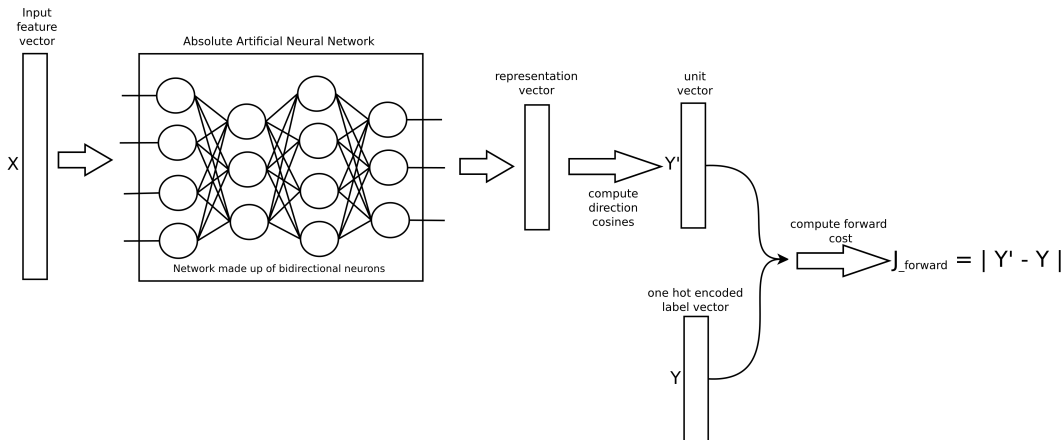 Input
feature
vector
X
Absolute Artificial Neural Network
Network made up of bidirectional neurons
representation
vector
compute
direction
cosines
unit
vector
Y'
one hot encoded
label vector
Y
compute forward
cost
J_forward = | Y' - Y |